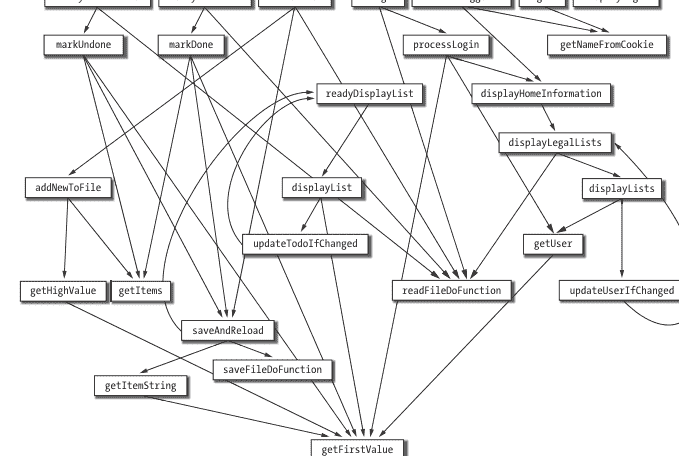 markUndone
markDone
processLogin
getNameFromCookie
readyDisplayList
displayHomeInformation
displayLegalLists
addNewToFile
displayList
displayLists
updateTodoIfChanged
getUser
getHighValue
getItems
readFileDoFunction
updateUserIfChanged
saveAndReload
saveFileDoFunction
getItemString
getFirstValue